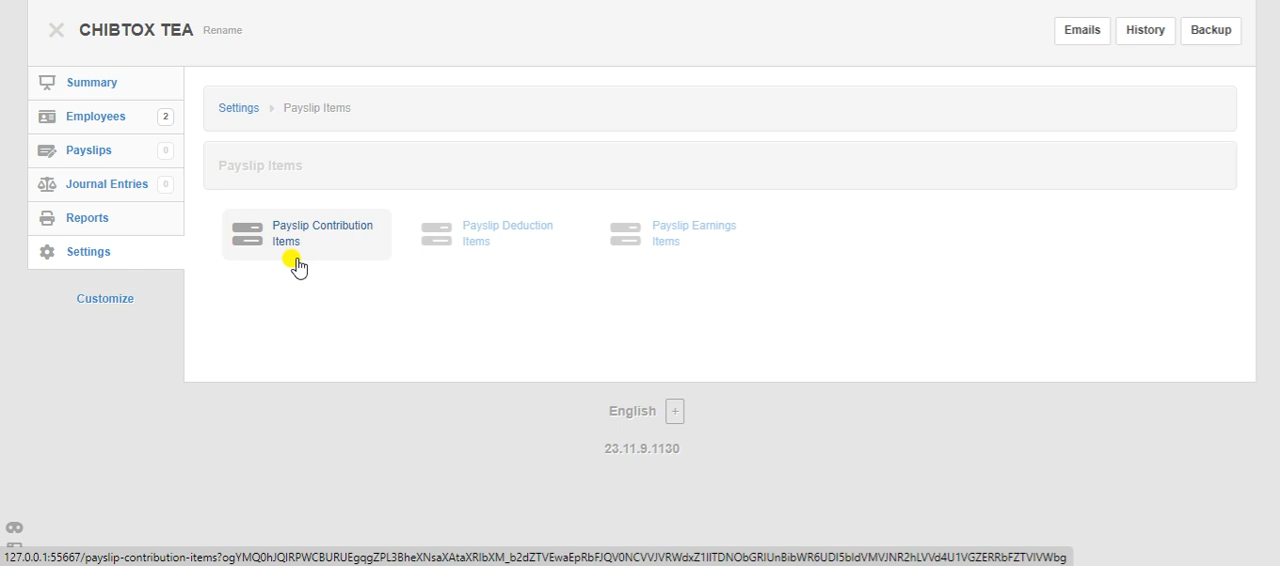 CHIBTOX TEA Rename
Emails
History
Backup
Summary
Employees 2
Payslips 0
Journal Entries 0
Reports
Settings
Customize
Settings Payslip Items
Payslip Items
Payslip Contribution
Items
Payslip Deduction
Items
Payslip Earnings
Items
English +
23.11.9.1130